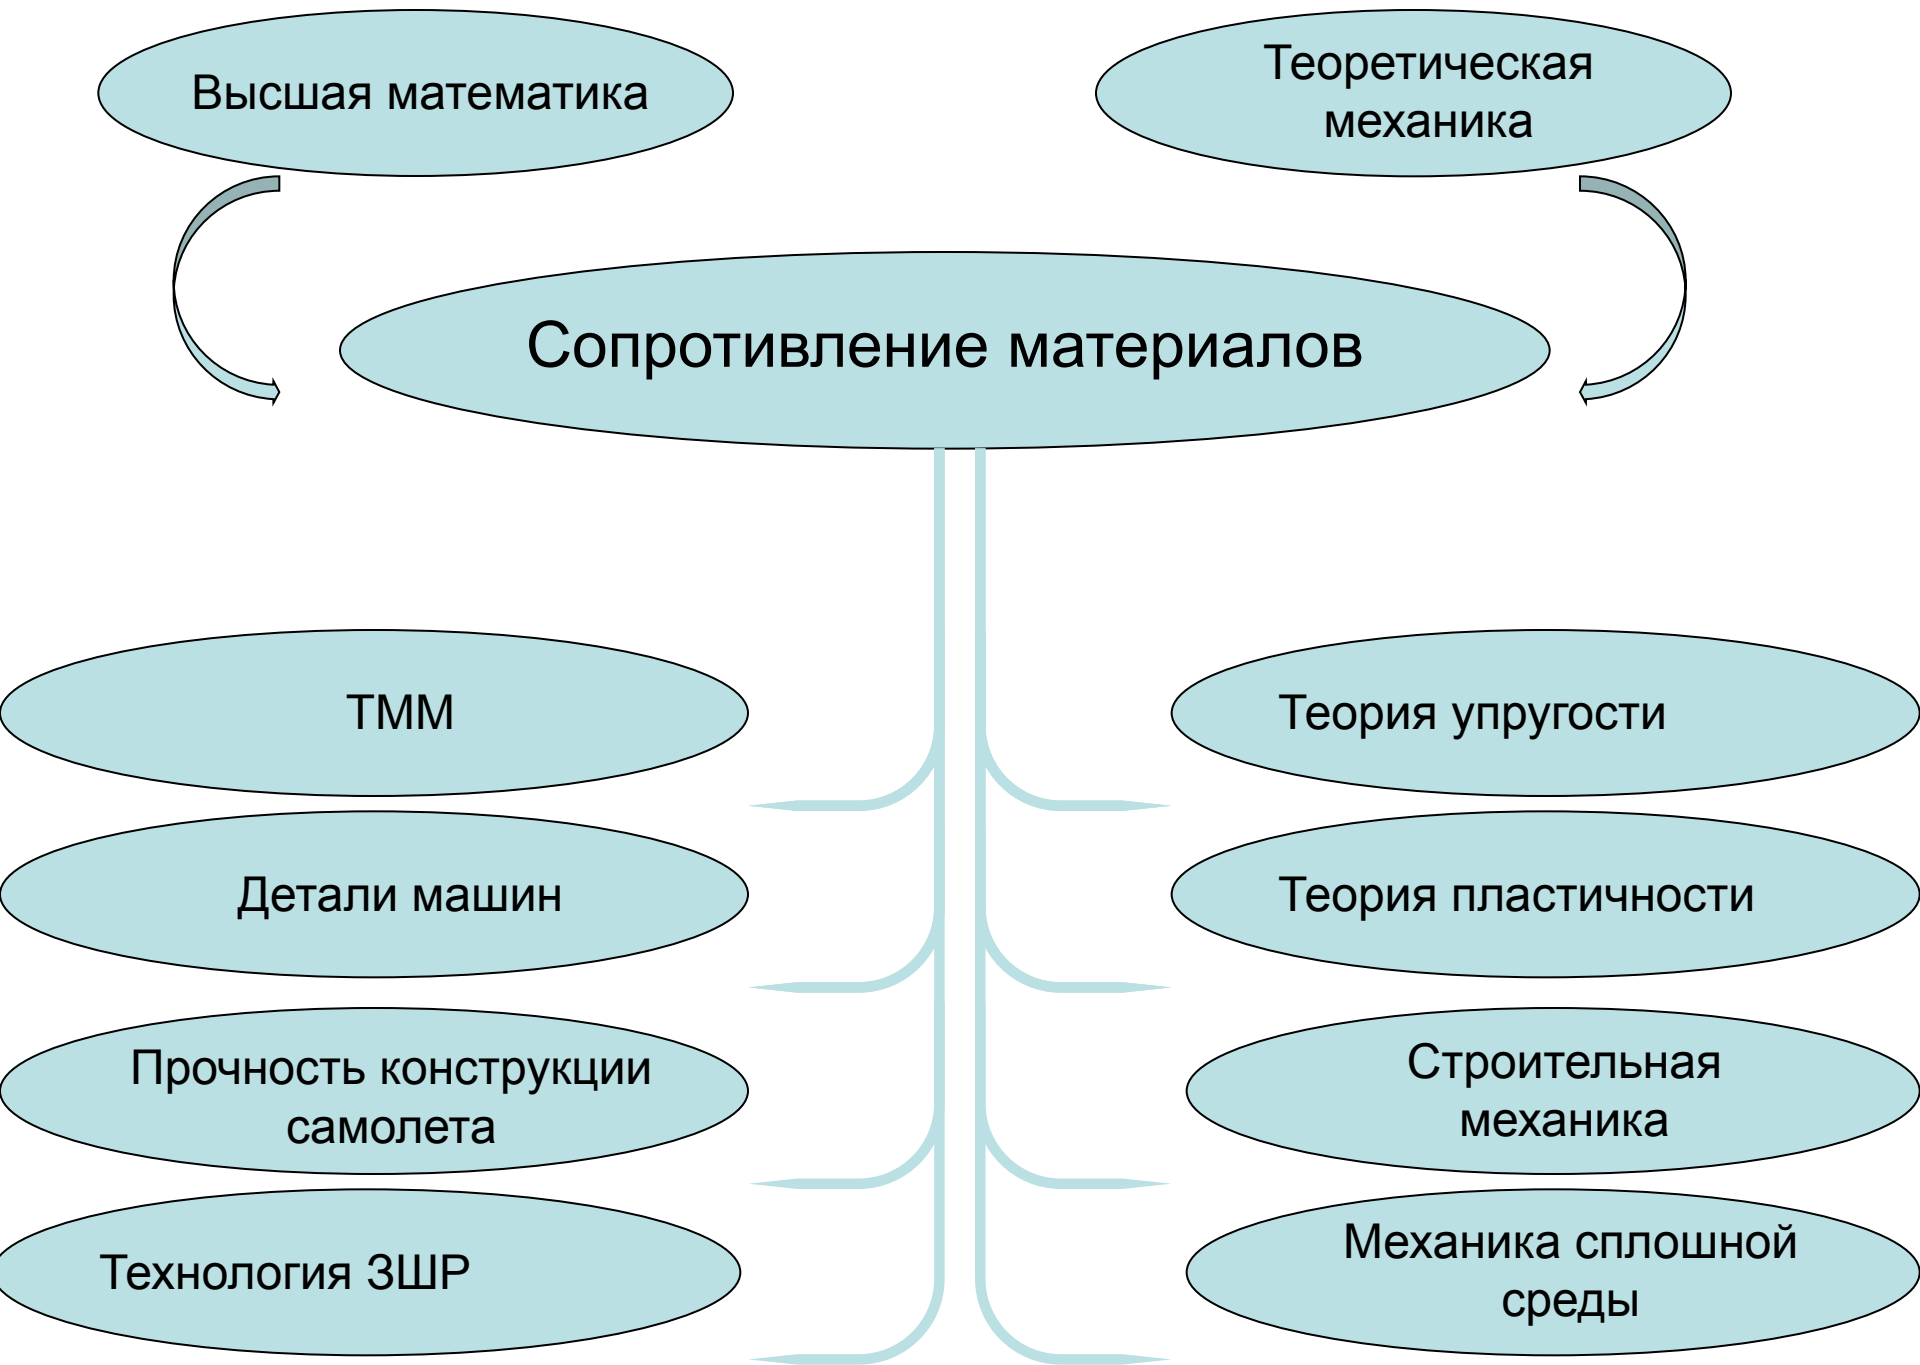 Высшая математика
Теоретическая
механика
Сопротивление материалов
ТММ
Теория упругости
Детали машин
Теория пластичности
Прочность конструкции
самолета
Строительная
механика
Технология ЗШР
Механика сплошной
среды